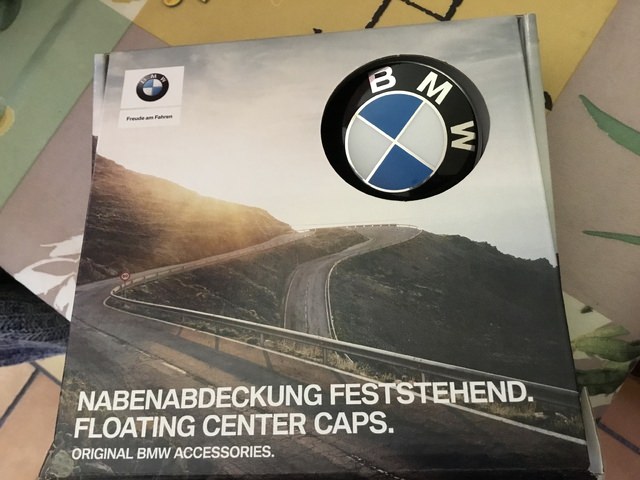 BMW
Freude am Fahren
BMW
NABENABDECKUNG FESTSTEHEND.
FLOATING CENTER CAPS.
ORIGINAL BMW ACCESSORIES.